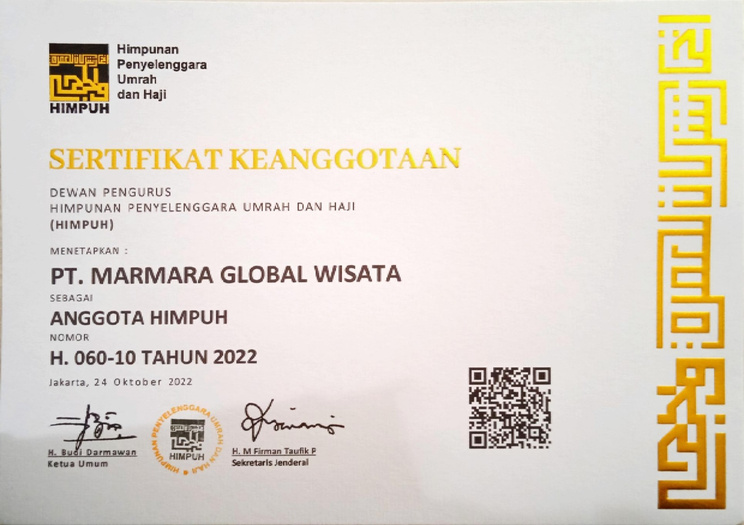 Himpunan
Penyelenggara
Umrah
dan Haji
HIMPUH
SERTIFIKAT KEANGGOTAAN
DEWAN PENGURUS
HIMPUNAN PENYELENGGARA UMRAH DAN HAJI
(HIMPUH)
MENETAPKAN :
PT. MARMARA GLOBAL WISATA
SEBAGAI
ANGGOTA HIMPUH
NOMOR
H. 060-10 TAHUN 2022
Jakarta, 24 Oktober 2022
HIMPUNAN PENYELENGGARA UMRAH DAN HAJI
HIMPUH
H. Budi Darmawan
Ketua Umum
H. M Firman Taufik P
Sekretaris Jenderal